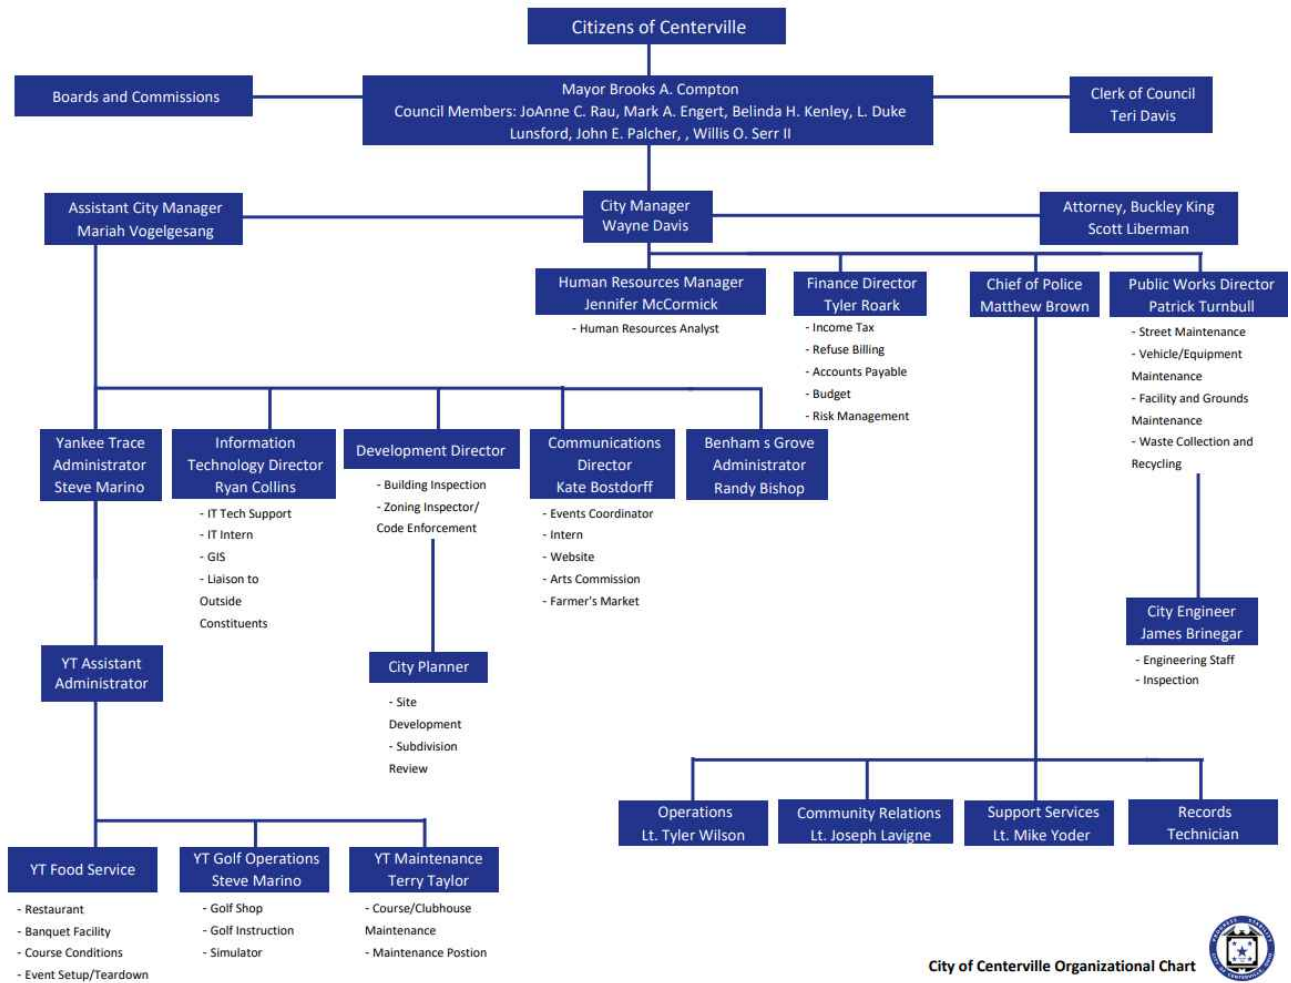 Citizens of Centerville
Boards and Commissions
Mayor Brooks A. Compton
Council Members: JoAnne C. Rau, Mark A. Engert, Belinda H. Kenley, L. Duke
Lunsford, John E. Palcher, , Willis O. Serr II
Clerk of Council
Teri Davis
Assistant City Manager
Mariah Vogelgesang
City Manager
Wayne Davis
Attorney, Buckley King
Scott Liberman
Human Resources Manager
Jennifer McCormick
- Human Resources Analyst
Finance Director
Tyler Roark
- Income Tax
- Refuse Billing
- Accounts Payable
- Budget
- Risk Management
Chief of Police
Matthew Brown
Public Works Director
Patrick Turnbull
- Street Maintenance
- Vehicle/Equipment
Maintenance
- Facility and Grounds
Maintenance
- Waste Collection and
Recycling
Yankee Trace
Administrator
Steve Marino
Information
Technology Director
Ryan Collins
- IT Tech Support
- IT Intern
- GIS
- Liaison to
Outside
Constituents
Development Director
- Building Inspection
- Zoning Inspector/
Code Enforcement
Communications
Director
Kate Bostdorff
- Events Coordinator
- Intern
- Website
- Arts Commission
- Farmer's Market
Benham s Grove
Administrator
Randy Bishop
City Engineer
James Brinegar
- Engineering Staff
- Inspection
YT Assistant
Administrator
City Planner
- Site
Development
- Subdivision
Review
Operations
Lt. Tyler Wilson
Community Relations
Lt. Joseph Lavigne
Support Services
Lt. Mike Yoder
Records
Technician
YT Food Service
- Restaurant
- Banquet Facility
- Course Conditions
- Event Setup/Teardown
YT Golf Operations
Steve Marino
- Golf Shop
- Golf Instruction
- Simulator
YT Maintenance
Terry Taylor
- Course/Clubhouse
Maintenance
- Maintenance Postion
City of Centerville Organizational Chart